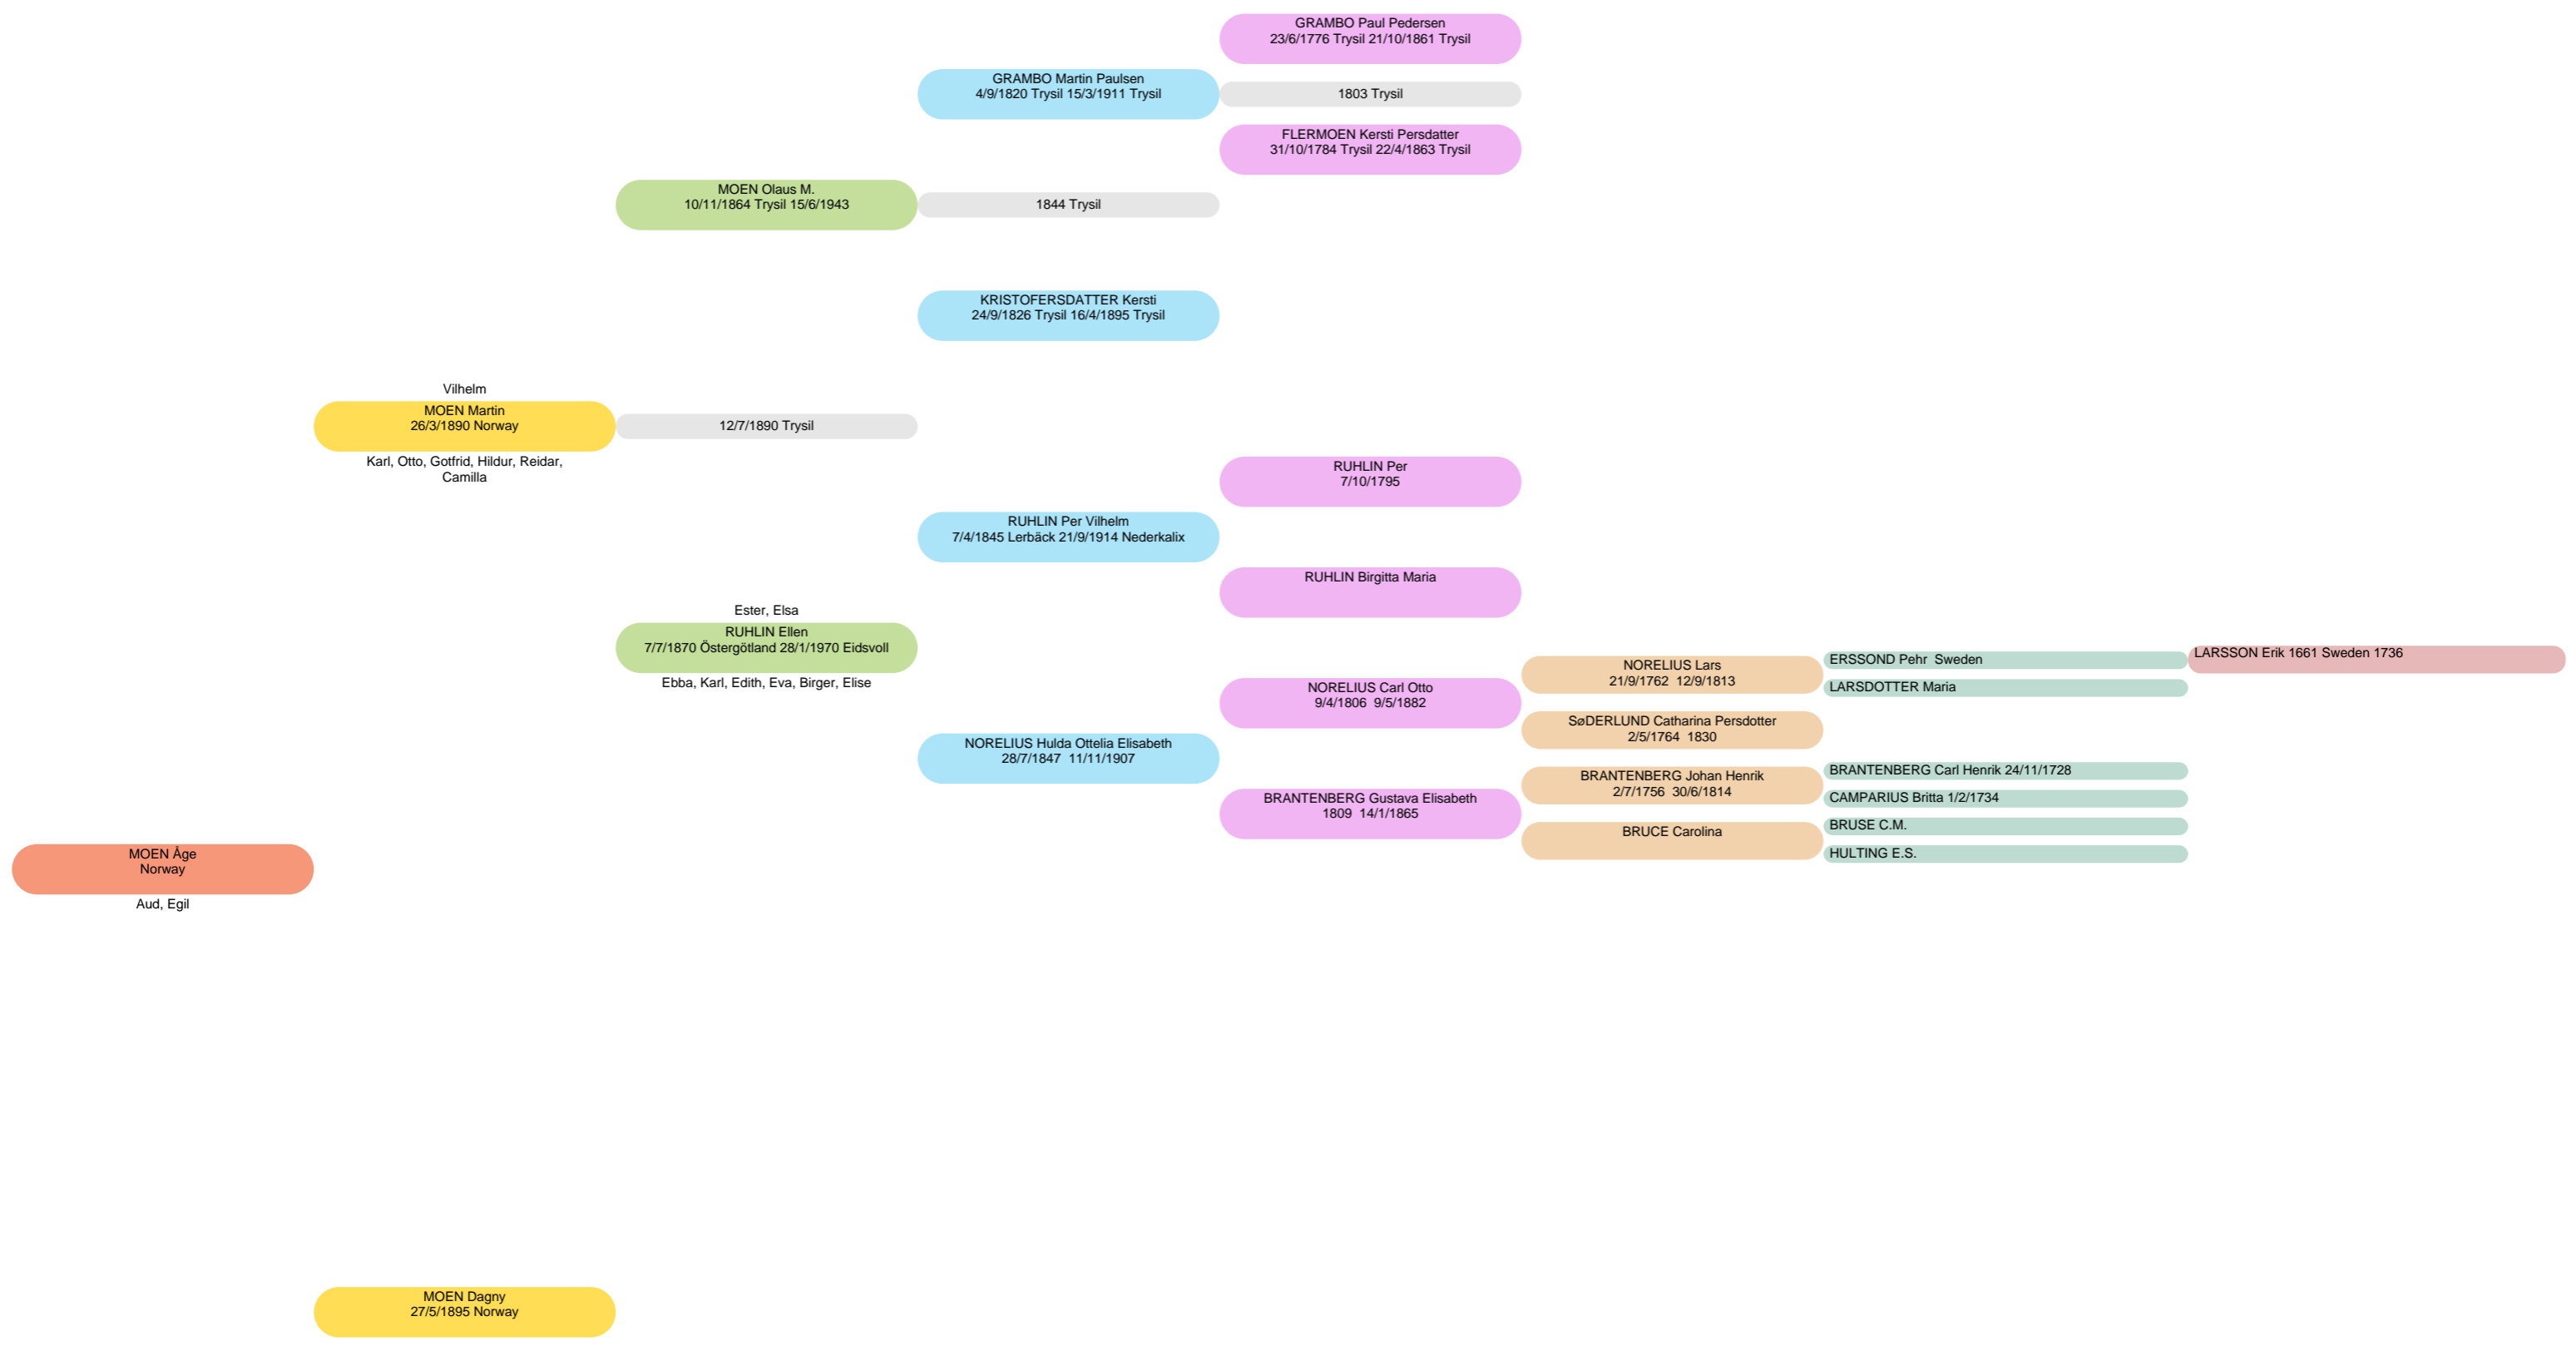 GRAMBO Paul Pedersen
23/6/1776 Trysil 21/10/1861 Trysil
GRAMBO Martin Paulsen
4/9/1820 Trysil 15/3/1911 Trysil
1803 Trysil
FLERMOEN Kersti Persdatter
31/10/1784 Trysil 22/4/1863 Trysil
MOEN Olaus M.
10/11/1864 Trysil 15/6/1943
1844 Trysil
KRISTOFERSDATTER Kersti
24/9/1826 Trysil 16/4/1895 Trysil
Vilhelm
MOEN Martin
26/3/1890 Norway
Karl, Otto, Gotfrid, Hildur, Reidar,
Camilla
12/7/1890 Trysil
RUHLIN Per
7/10/1795
RUHLIN Per Vilhelm
7/4/1845 Lerbäck 21/9/1914 Nederkalix
RUHLIN Birgitta Maria
Ester, Elsa
RUHLIN Ellen
7/7/1870 Östergötland 28/1/1970 Eidsvoll
Ebba, Karl, Edith, Eva, Birger, Elise
NORELIUS Lars
21/9/1762  12/9/1813
ERSSOND Pehr  Sweden
LARSSON Erik 1661 Sweden 1736
LARSDOTTER Maria
NORELIUS Carl Otto
9/4/1806  9/5/1882
SøDERLUND Catharina Persdotter
2/5/1764  1830
NORELIUS Hulda Ottelia Elisabeth
28/7/1847  11/11/1907
BRANTENBERG Johan Henrik
2/7/1756  30/6/1814
BRANTENBERG Carl Henrik 24/11/1728
CAMPARIUS Britta 1/2/1734
BRANTENBERG Gustava Elisabeth
1809  14/1/1865
BRUCE Carolina
BRUSE C.M.
HULTING E.S.
MOEN Åge
Norway
Aud, Egil
MOEN Dagny
27/5/1895 Norway